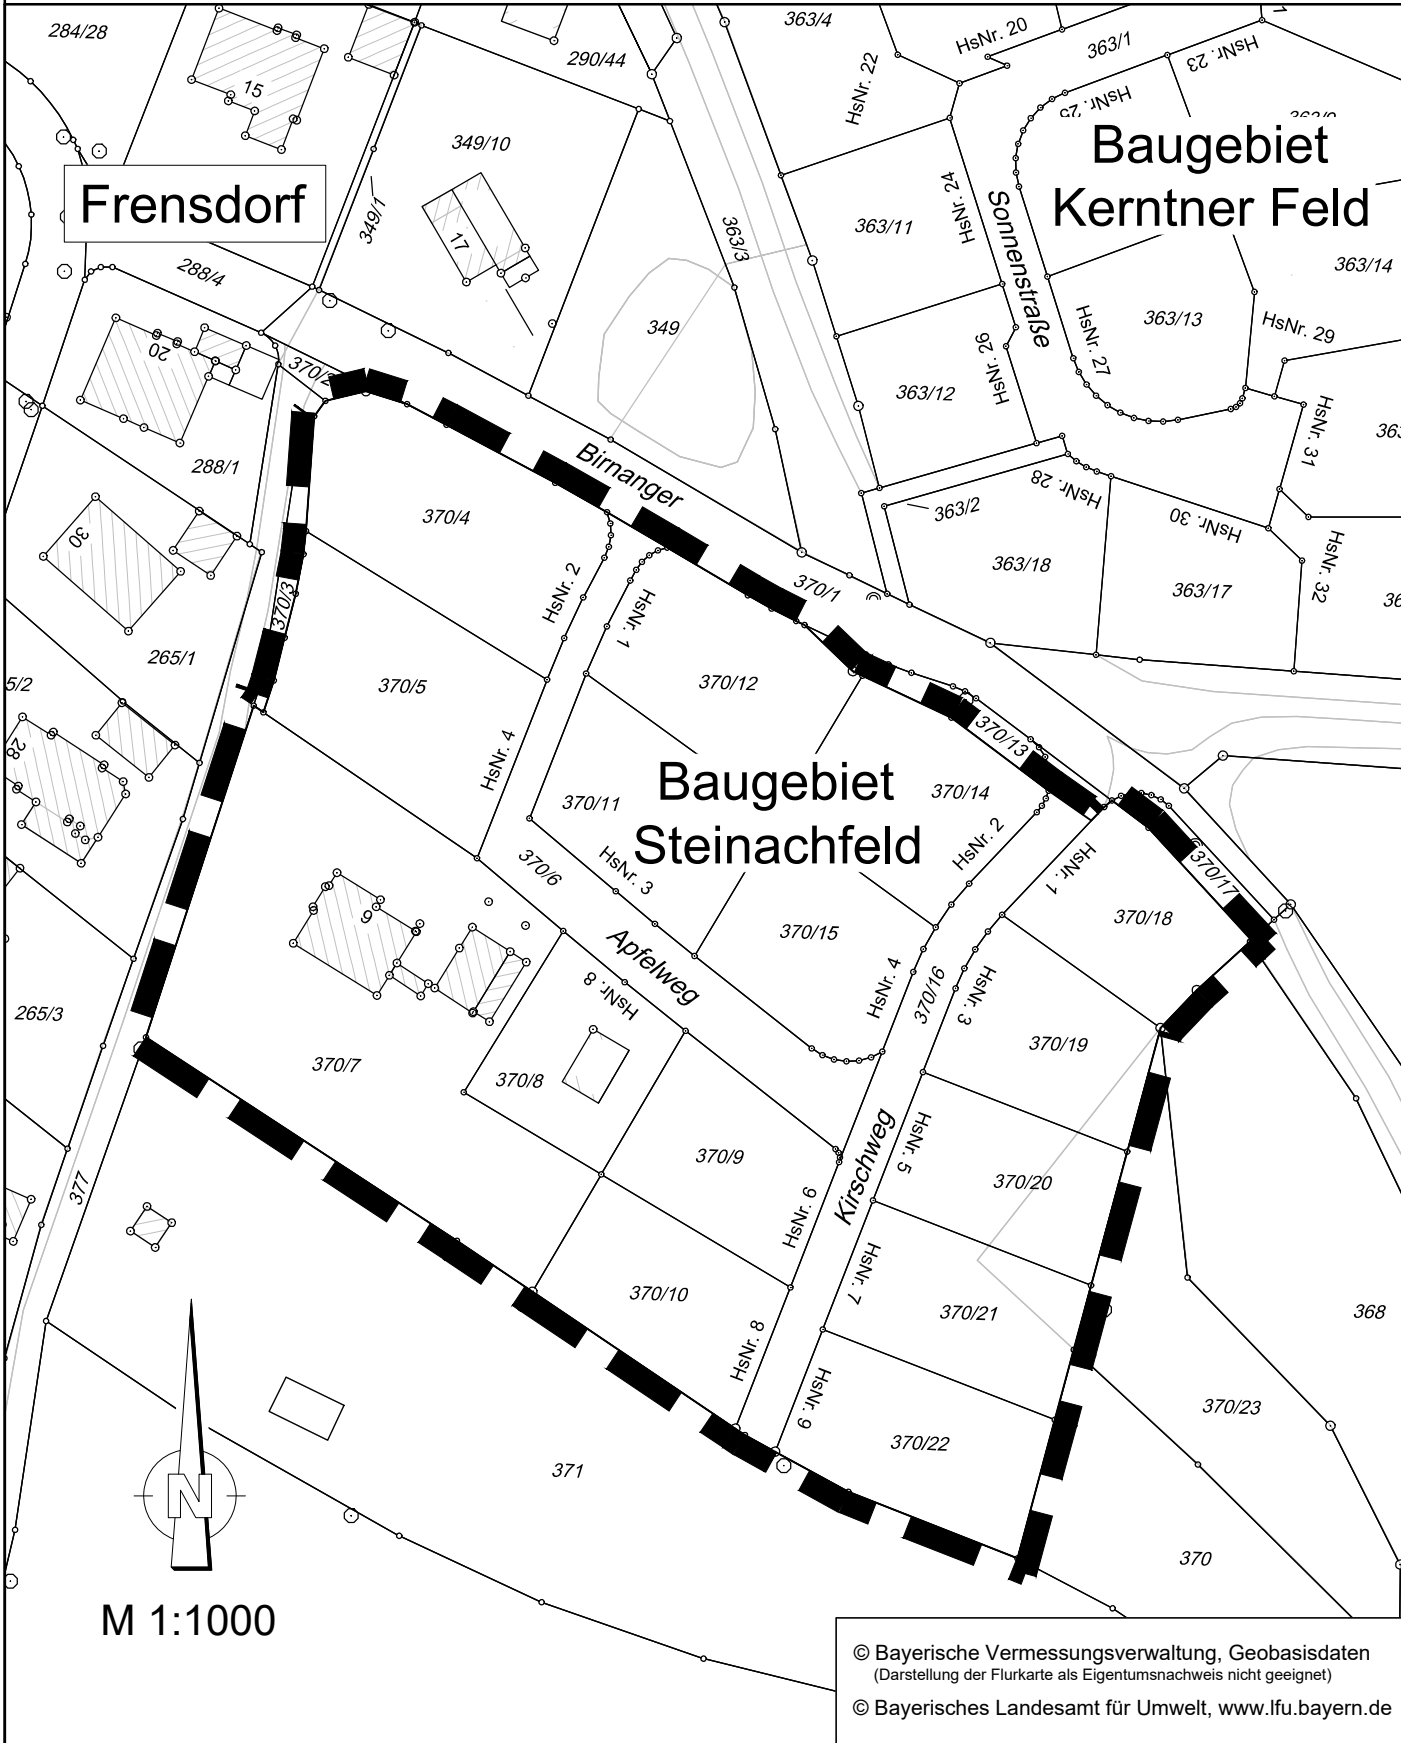 284/28
15
290/44
363/4
HsNr. 20
363/1
HsNr. 23
HsNr. 22
HsNr. 25
349/10
Baugebiet
Kerntner Feld
Frensdorf
349/1
17
363/3
363/11
HsNr. 24
Sonnenstraße
363/14
288/4
349
363/13
HsNr. 27
HsNr. 29
20
370/2
363/12
HsNr. 26
HsNr. 31
288/1
Birnanger
370/4
HsNr. 28
363/2
HsNr. 30
30
HsNr. 2
HsNr. 1
370/1
363/18
363/17
HsNr. 32
370/3
265/1
5/2
370/5
370/12
28
HsNr. 4
370/13
Baugebiet
Steinachfeld
370/11
370/14
HsNr. 2
370/6
HsNr. 3
HsNr. 1
370/17
9
370/15
370/18
Apfelweg
HsNr. 8
HsNr. 4
370/16
HsNr. 3
265/3
370/7
370/8
370/19
377
370/9
Kirschweg
HsNr. 5
370/20
HsNr. 6
370/10
HsNr. 7
370/21
368
HsNr. 8
HsNr. 9
370/22
370/23
371
N
370
M 1:1000
© Bayerische Vermessungsverwaltung, Geobasisdaten
(Darstellung der Flurkarte als Eigentumsnachweis nicht geeignet)
© Bayerisches Landesamt für Umwelt, www.lfu.bayern.de